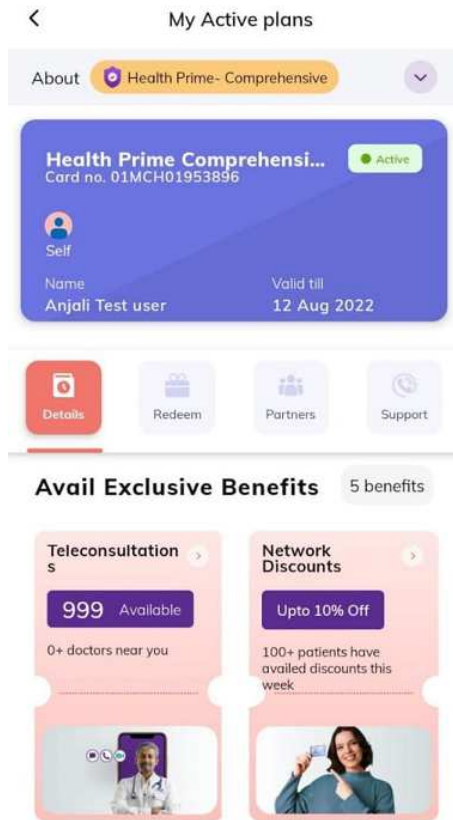 My Active plans
About Health Prime- Comprehensive
Health Prime Comprehensi... Active
Card no. 01MCH01953896
Self
Name Valid till
Anjali Test user 12 Aug 2022
Details Redeem Partners Support
Avail Exclusive Benefits 5 benefits
Teleconsultation
s
999 Available
0+ doctors near you
Network
Discounts
Upto 10% Off
100+ patients have
availed discounts this
week